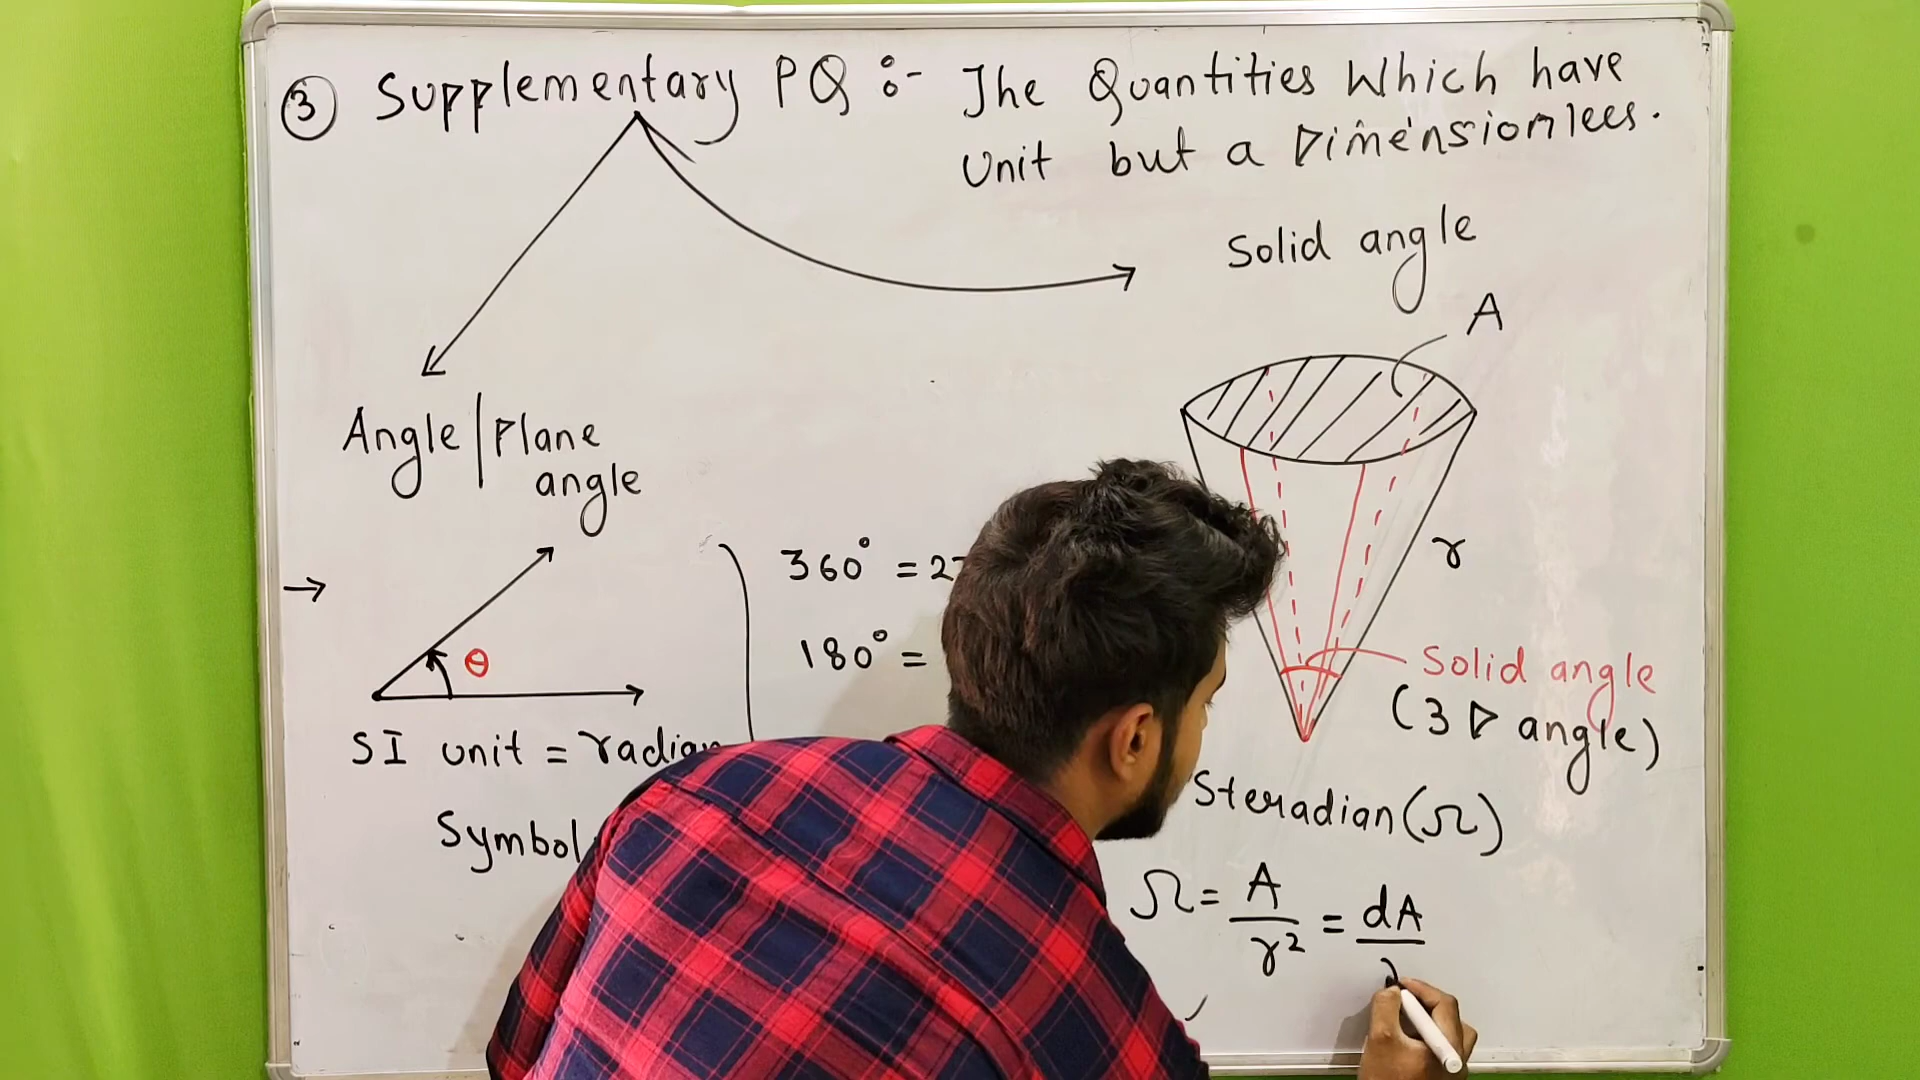 ③ Supplementary PQ :- The Quantities Which have
Unit but a Dimensionlees.
Solid angle
A
Angle | Plane
angle
360° = 2
180° =
r
→
θ
Solid angle
(3D angle)
SI unit = radian
Steradian (Ω)
Symbol
Ω = A/r² = dA/